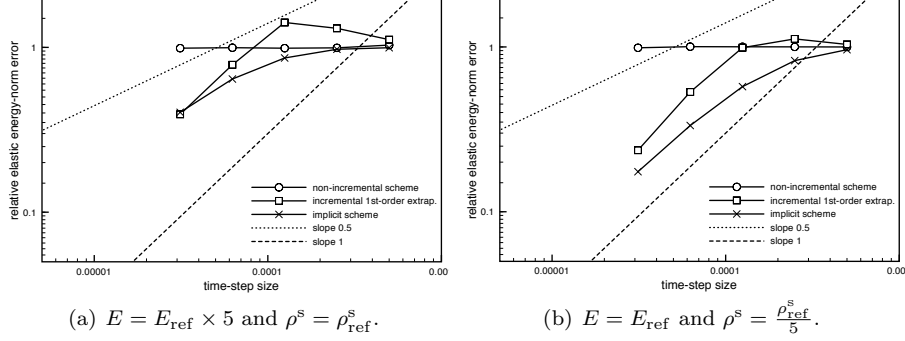 1
0.1
relative elastic energy-norm error
non-incremental scheme
incremental 1st-order extrap.
implicit scheme
slope 0.5
slope 1
0.00001
0.0001
0.00
time-step size
(a) E = E_ref × 5 and ρ^s = ρ^s_ref.
1
0.1
relative elastic energy-norm error
non-incremental scheme
incremental 1st-order extrap.
implicit scheme
slope 0.5
slope 1
0.00001
0.0001
0.00
time-step size
(b) E = E_ref and ρ^s = ρ^s_ref/5.